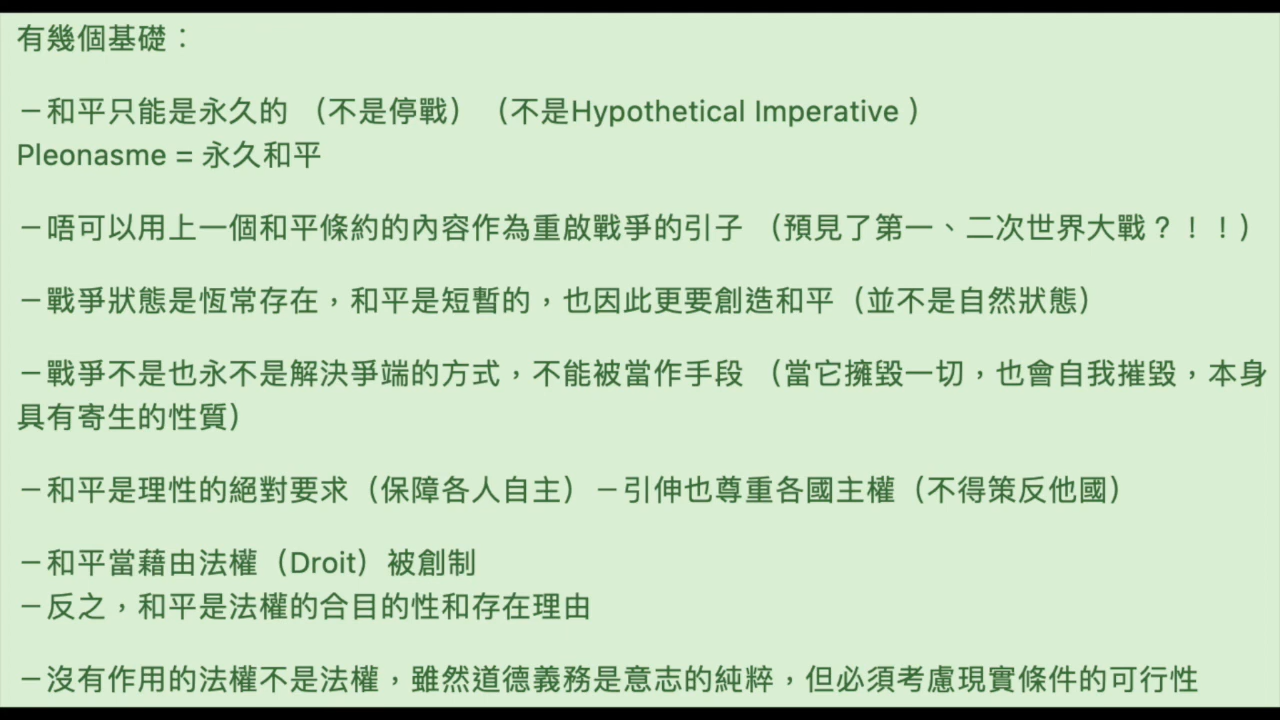 有幾個基礎：
－和平只能是永久的 （不是停戰）（不是Hypothetical Imperative ）
Pleonasme = 永久和平
－唔可以用上一個和平條約的內容作為重啟戰爭的引子 （預見了第一、二次世界大戰？！！）
－戰爭狀態是恆常存在，和平是短暫的，也因此更要創造和平（並不是自然狀態）
－戰爭不是也永不是解決爭端的方式，不能被當作手段 （當它擁毀一切，也會自我摧毀，本身
具有寄生的性質）
－和平是理性的絕對要求（保障各人自主）－引伸也尊重各國主權（不得策反他國）
－和平當藉由法權（Droit）被創制
－反之，和平是法權的合目的性和存在理由
－沒有作用的法權不是法權，雖然道德義務是意志的純粹，但必須考慮現實條件的可行性